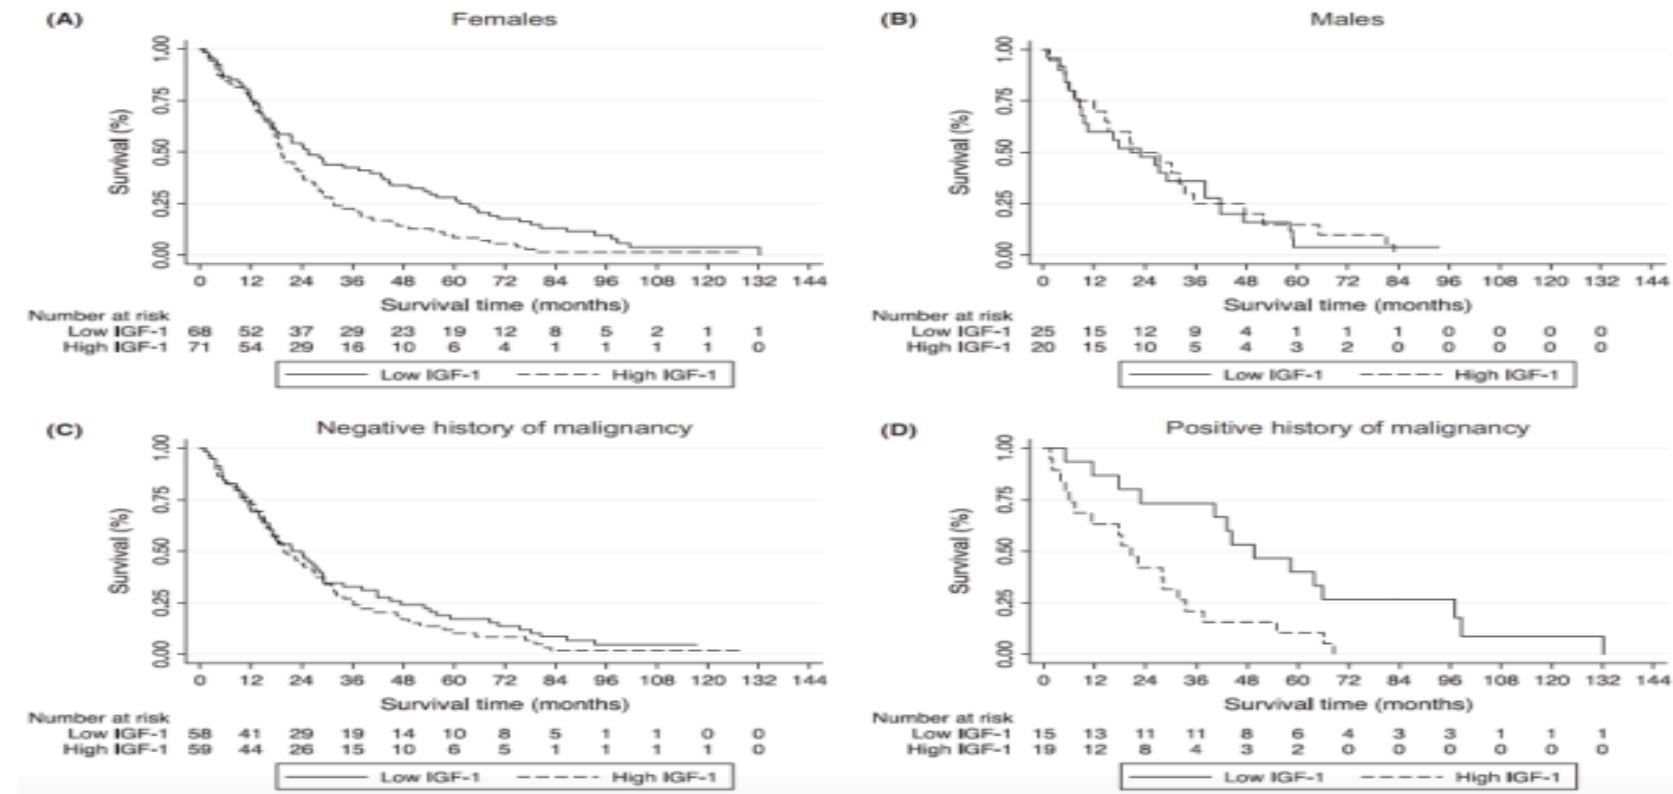 (A) Females
1.00
0.75
0.50
0.25
0.00
Survival (%)
0 12 24 36 48 60 72 84 96 108 120 132 144
Survival time (months)
Number at risk
Low IGF-1 68 52 37 29 23 19 12 8 5 2 1 1
High IGF-1 71 54 29 16 10 6 4 1 1 1 1 0
Low IGF-1 High IGF-1
(B) Males
1.00
0.75
0.50
0.25
0.00
Survival (%)
0 12 24 36 48 60 72 84 96 108 120 132 144
Survival time (months)
Number at risk
Low IGF-1 25 15 12 9 4 1 1 1 0 0 0 0
High IGF-1 20 15 10 5 4 3 2 0 0 0 0 0
Low IGF-1 High IGF-1
(C) Negative history of malignancy
1.00
0.75
0.50
0.25
0.00
Survival (%)
0 12 24 36 48 60 72 84 96 108 120 132 144
Survival time (months)
Number at risk
Low IGF-1 58 41 29 19 14 10 8 5 1 1 0 0
High IGF-1 59 44 26 15 10 6 5 1 1 1 1 0
Low IGF-1 High IGF-1
(D) Positive history of malignancy
1.00
0.75
0.50
0.25
0.00
Survival (%)
0 12 24 36 48 60 72 84 96 108 120 132 144
Survival time (months)
Number at risk
Low IGF-1 15 13 11 11 8 6 4 3 3 1 1 1
High IGF-1 19 12 8 4 3 2 0 0 0 0 0 0
Low IGF-1 High IGF-1